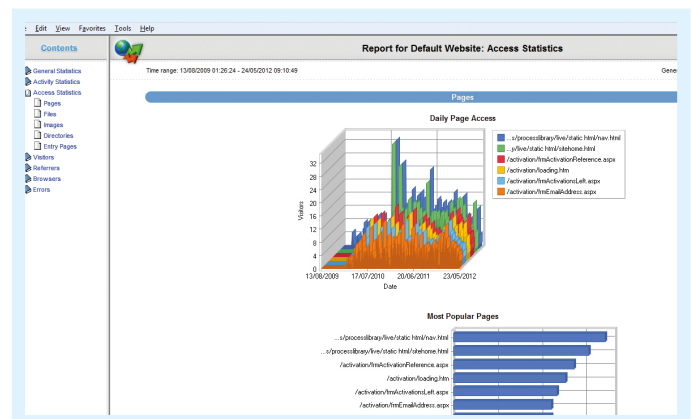 Edit View Favorites Tools Help
Contents
Report for Default Website: Access Statistics
General Statistics
Activity Statistics
Access Statistics
Pages
Files
Images
Directories
Entry Pages
Visitors
Referrers
Browsers
Errors
Time range: 13/08/2009 01:26:24 - 24/05/2012 09:10:49
Gener
Pages
Daily Page Access
Visitors
32
28
24
20
16
12
8
4
0
13/08/2009 17/07/2010 20/06/2011 23/05/2012
Date
...s/processlibrary/live/static html/nav.html
...y/live/static html/sitehome.html
/activation/frmActivationReference.aspx
/activation/loading.htm
/activation/frmActivationsLeft.aspx
/activation/frmEmailAddress.aspx
Most Popular Pages
...s/processlibrary/live/static html/nav.html
...s/processlibrary/live/static html/sitehome.html
/activation/frmActivationReference.aspx
/activation/loading.htm
/activation/frmActivationsLeft.aspx
/activation/frmEmailAddress.aspx